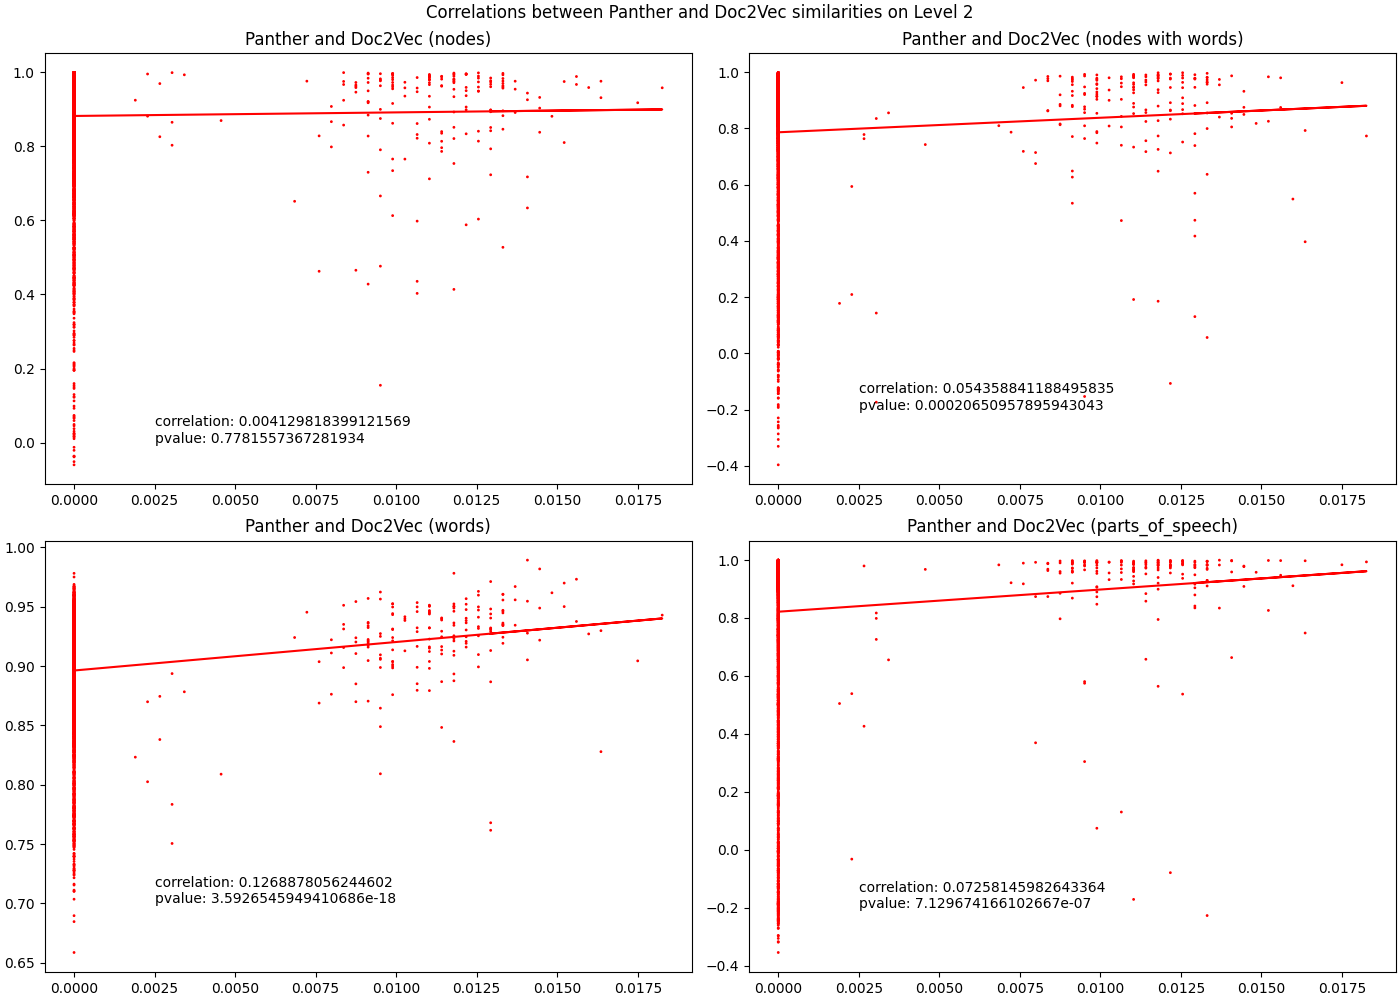 Correlations between Panther and Doc2Vec similarities on Level 2
Panther and Doc2Vec (nodes)
1.0
0.8
0.6
0.4
0.2
0.0
correlation: 0.004129818399121569
pvalue: 0.7781557367281934
0.0000 0.0025 0.0050 0.0075 0.0100 0.0125 0.0150 0.0175
Panther and Doc2Vec (nodes with words)
1.0
0.8
0.6
0.4
0.2
0.0
−0.2
−0.4
correlation: 0.054358841188495835
pvalue: 0.00020650957895943043
0.0000 0.0025 0.0050 0.0075 0.0100 0.0125 0.0150 0.0175
Panther and Doc2Vec (words)
1.00
0.95
0.90
0.85
0.80
0.75
0.70
0.65
correlation: 0.1268878056244602
pvalue: 3.5926545949410686e-18
0.0000 0.0025 0.0050 0.0075 0.0100 0.0125 0.0150 0.0175
Panther and Doc2Vec (parts_of_speech)
1.0
0.8
0.6
0.4
0.2
0.0
−0.2
−0.4
correlation: 0.07258145982643364
pvalue: 7.129674166102667e-07
0.0000 0.0025 0.0050 0.0075 0.0100 0.0125 0.0150 0.0175